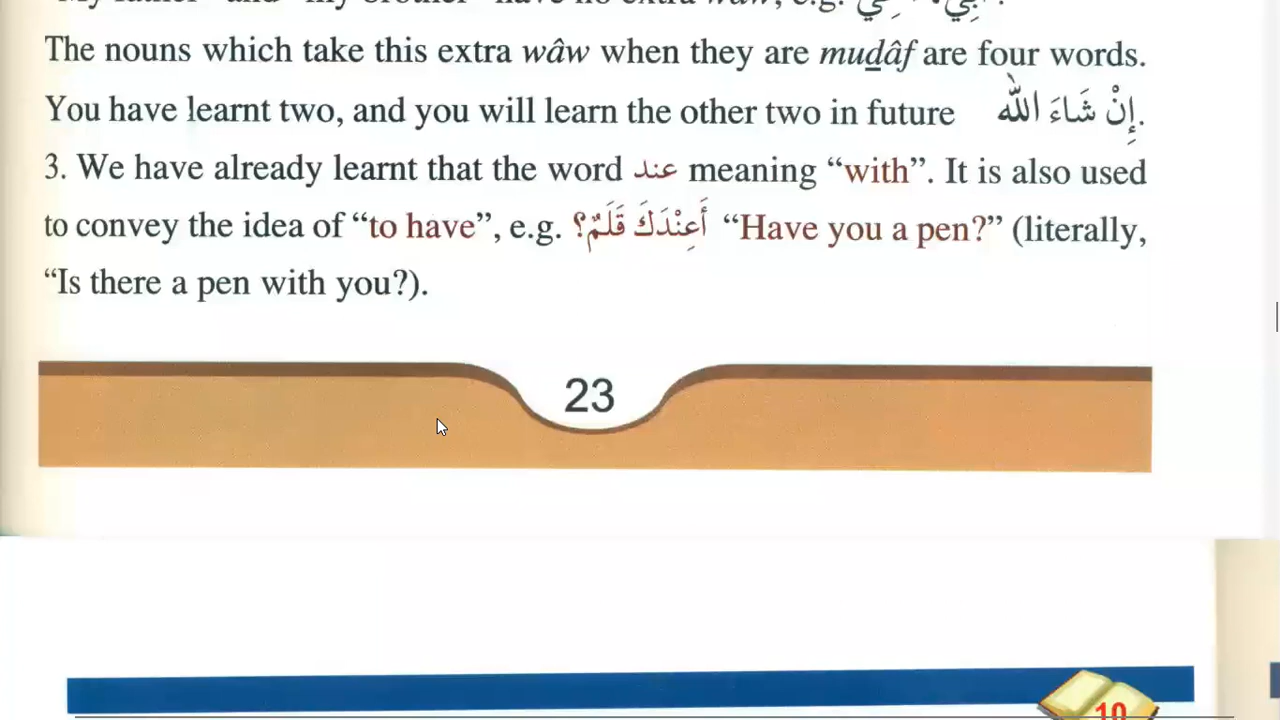 The nouns which take this extra wâw when they are muḏâf are four words.
You have learnt two, and you will learn the other two in future إِنْ شَاءَ اللهُ.
3. We have already learnt that the word عند meaning “with”. It is also used
to convey the idea of “to have”, e.g. أَعِنْدَكَ قَلَمٌ؟ “Have you a pen?” (literally,
“Is there a pen with you?).
23
10